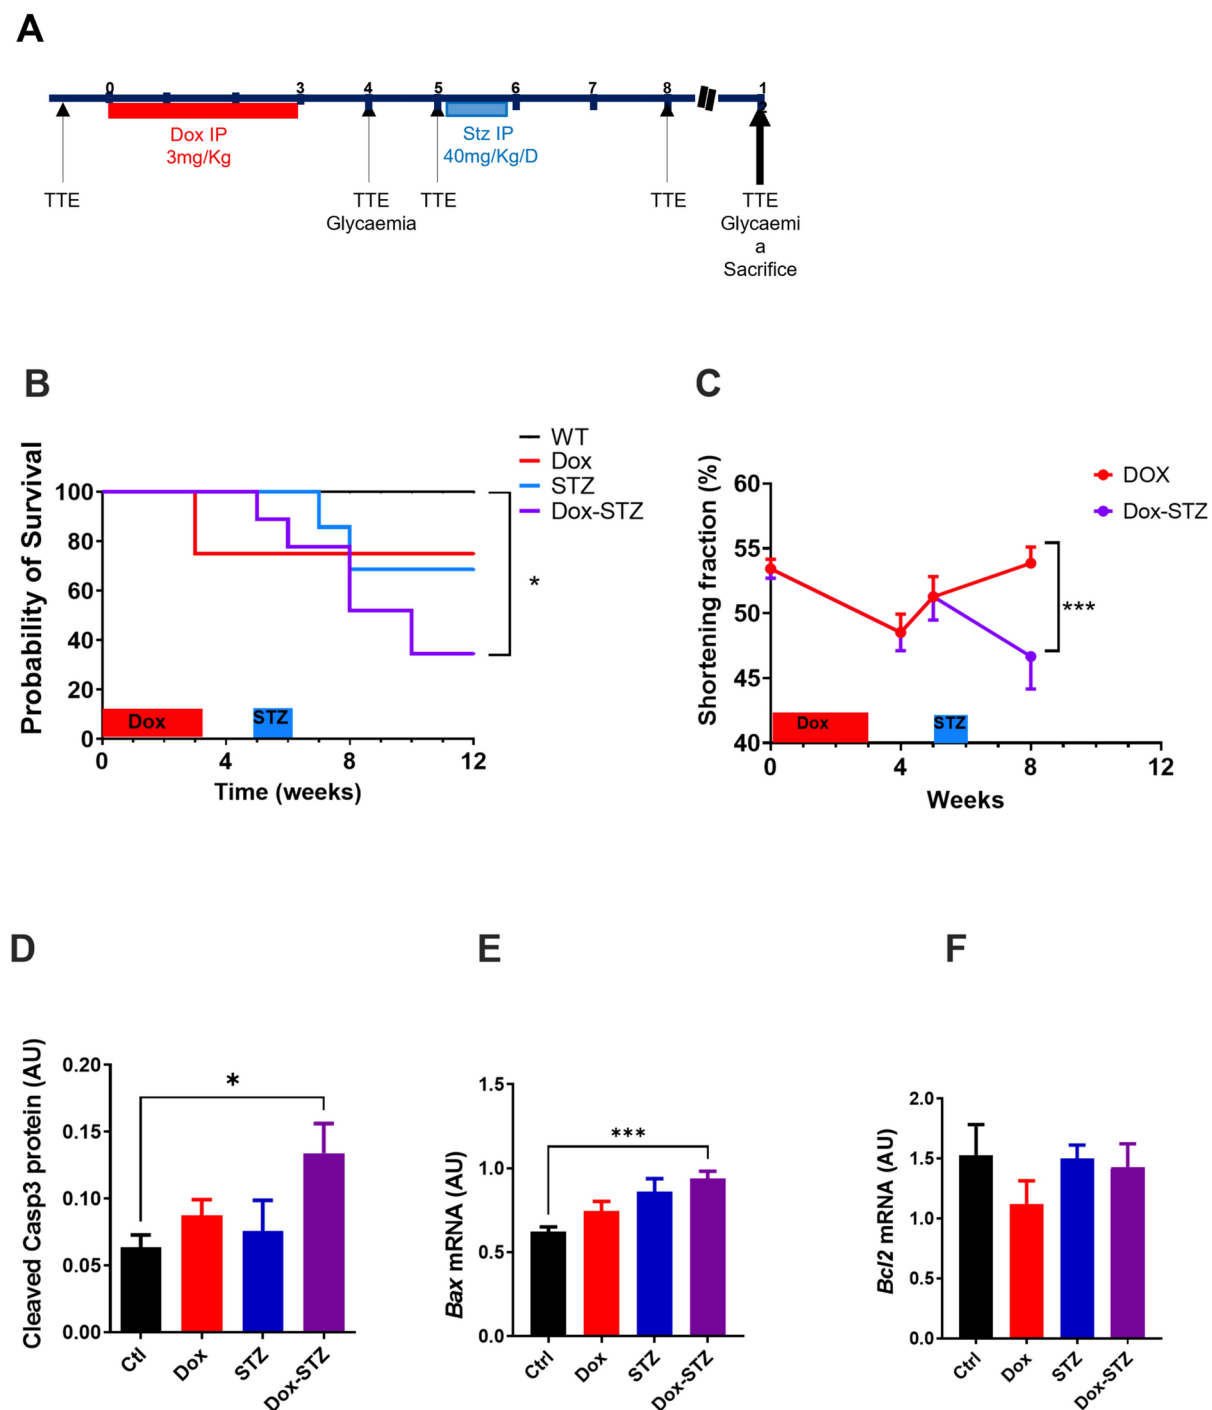 A
0 3 4 5 6 7 8 1
2
Dox IP
3mg/Kg
Stz IP
40mg/Kg/D
TTE
TTE
Glycaemia
TTE
TTE
TTE
Glycaemi
a
Sacrifice
B
Probability of Survival
100
80
60
40
20
0
0 4 8 12
Time (weeks)
Dox
STZ
WT
Dox
STZ
Dox-STZ
*
C
Shortening fraction (%)
60
55
50
45
40
0 4 8 12
Weeks
Dox
STZ
DOX
Dox-STZ
***
D
Cleaved Casp3 protein (AU)
0.20
0.15
0.10
0.05
0.00
*
Ctl
Dox
STZ
Dox-STZ
E
Bax mRNA (AU)
1.5
1.0
0.5
0.0
***
Ctrl
Dox
STZ
Dox-STZ
F
Bcl2 mRNA (AU)
2.0
1.5
1.0
0.5
0.0
Ctrl
Dox
STZ
Dox-STZ